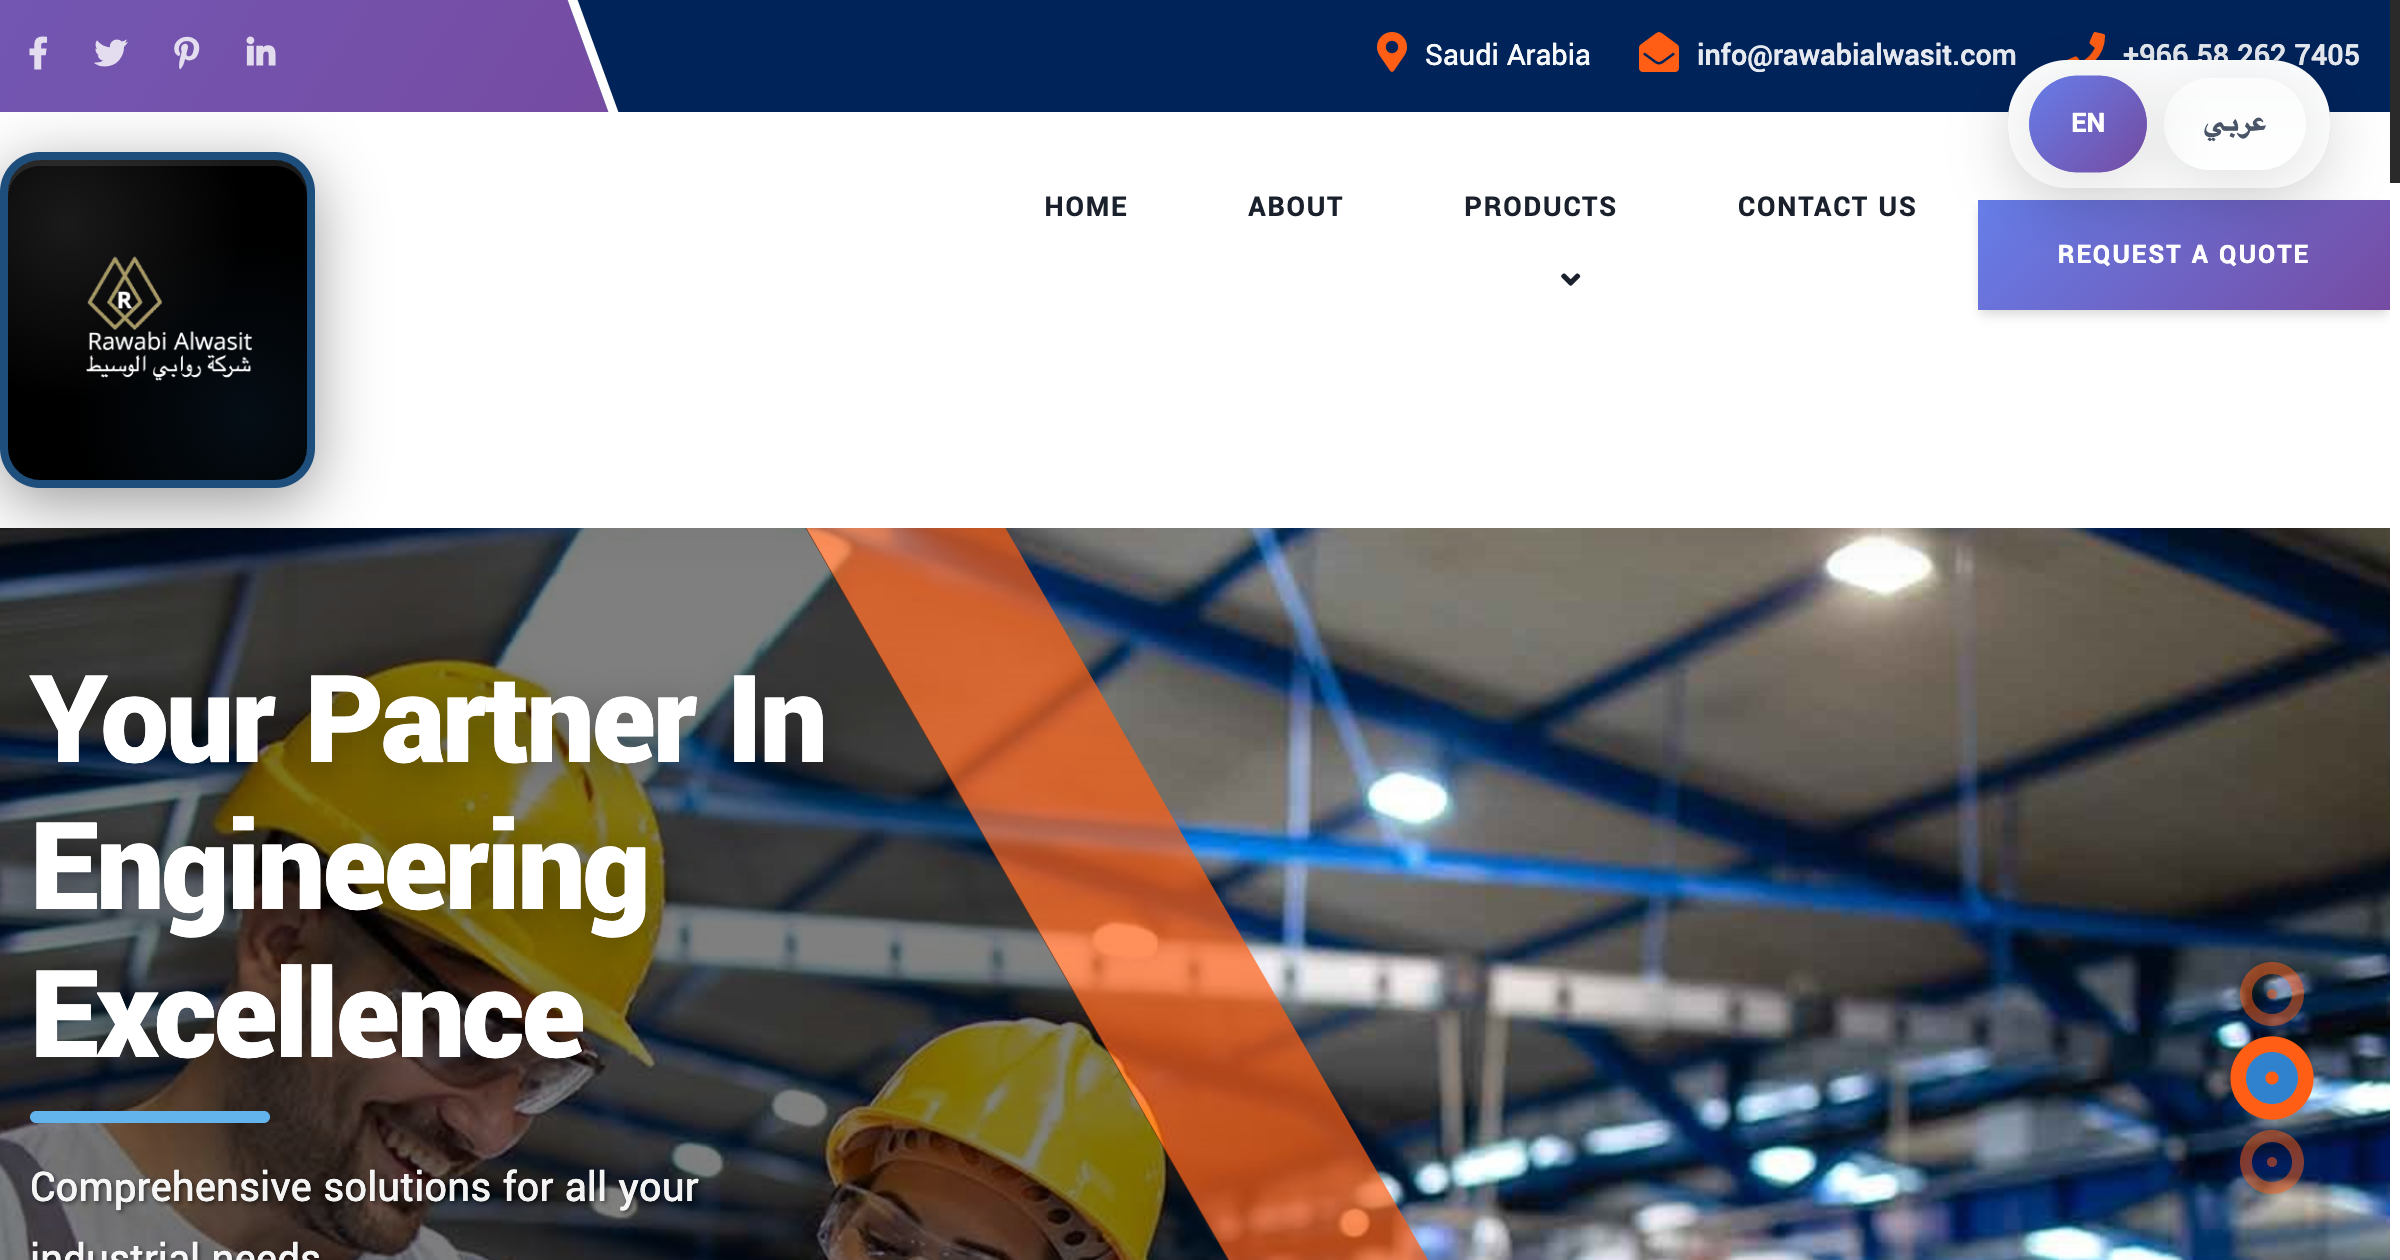 Saudi Arabia
info@rawabialwasit.com
+966 58 262 7405
EN
عربي
HOME
ABOUT
PRODUCTS
CONTACT US
REQUEST A QUOTE
R
Rawabi Alwasit
شركة روابي الوسيط
Your Partner In
Engineering
Excellence
Comprehensive solutions for all your
industrial needs